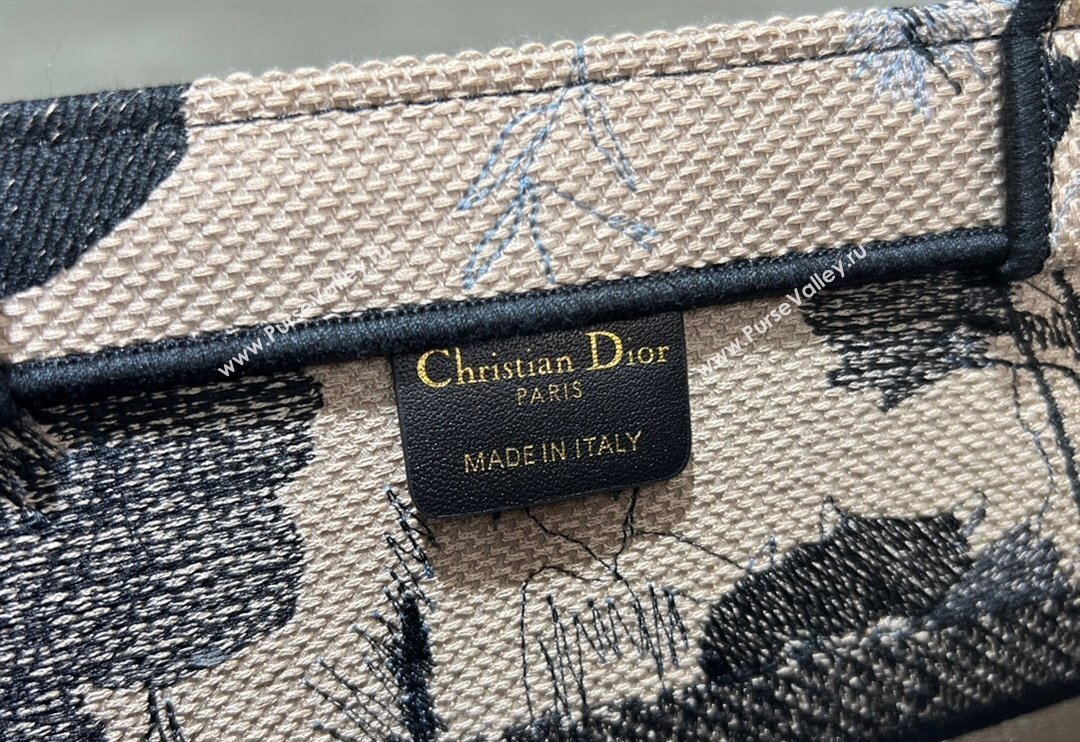 Christian Dior
PARIS
MADE IN ITALY
www.PurseValley.ru
www.PurseValley.ru